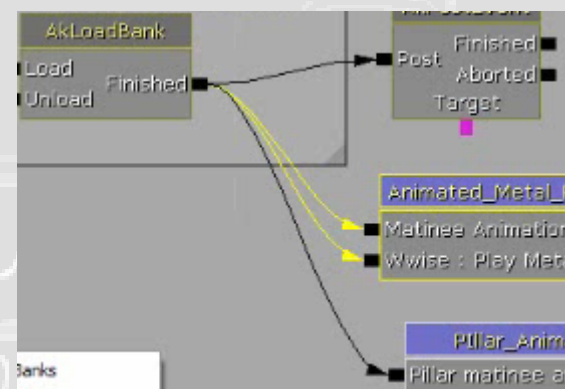 AkLoadBank
Load
Unload
Finished
Post
Finished
Aborted
Target
Animated_Metal_
Matinee Animation
Wwise : Play Met
PIllar_Anim
Pillar matinee a
Banks